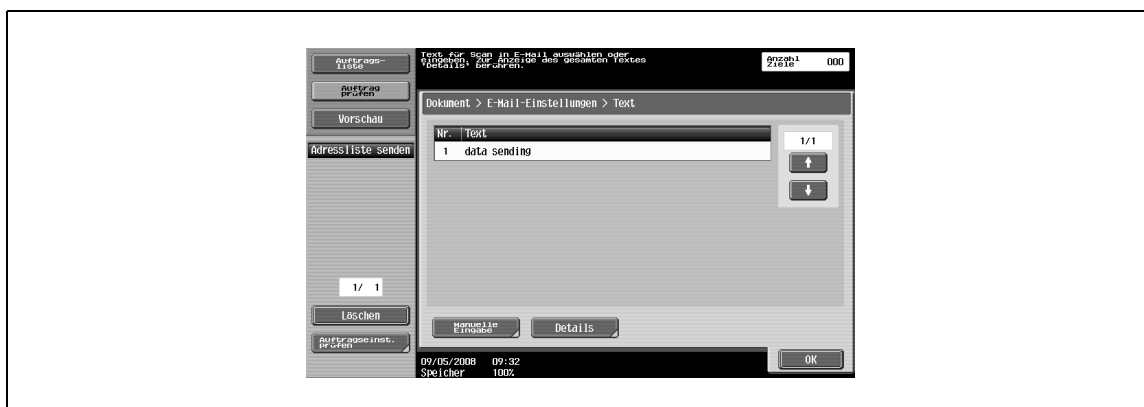 Auftrags-
liste
Auftrag
prüfen
Vorschau
Adressliste senden
1/ 1
Löschen
Auftragseinst.
prüfen
Text für Scan in E-Mail auswählen oder
eingeben. Zur Anzeige des gesamten Textes
'Details' berühren.
Anzahl
Ziele 000
Dokument > E-Mail-Einstellungen > Text
Nr. Text
1 data sending
1/1
Manuelle
Eingabe
Details
09/05/2008 09:32
Speicher 100%
OK